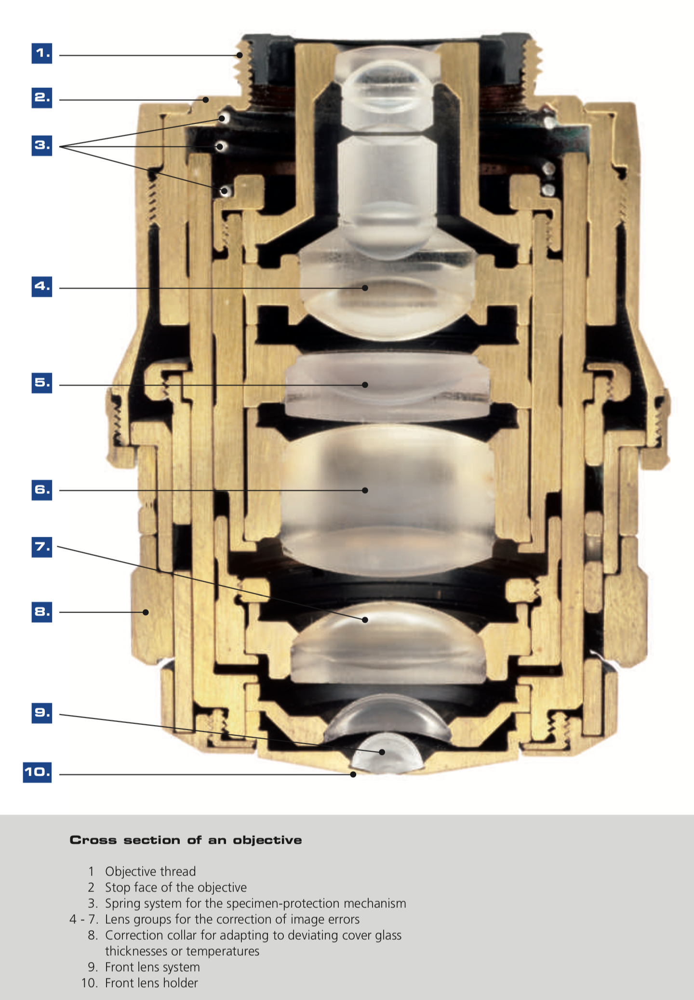 1.
2.
3.
4.
5.
6.
7.
8.
9.
10.
Cross section of an objective
1 Objective thread
2 Stop face of the objective
3. Spring system for the specimen-protection mechanism
4 - 7. Lens groups for the correction of image errors
8. Correction collar for adapting to deviating cover glass
thicknesses or temperatures
9. Front lens system
10. Front lens holder